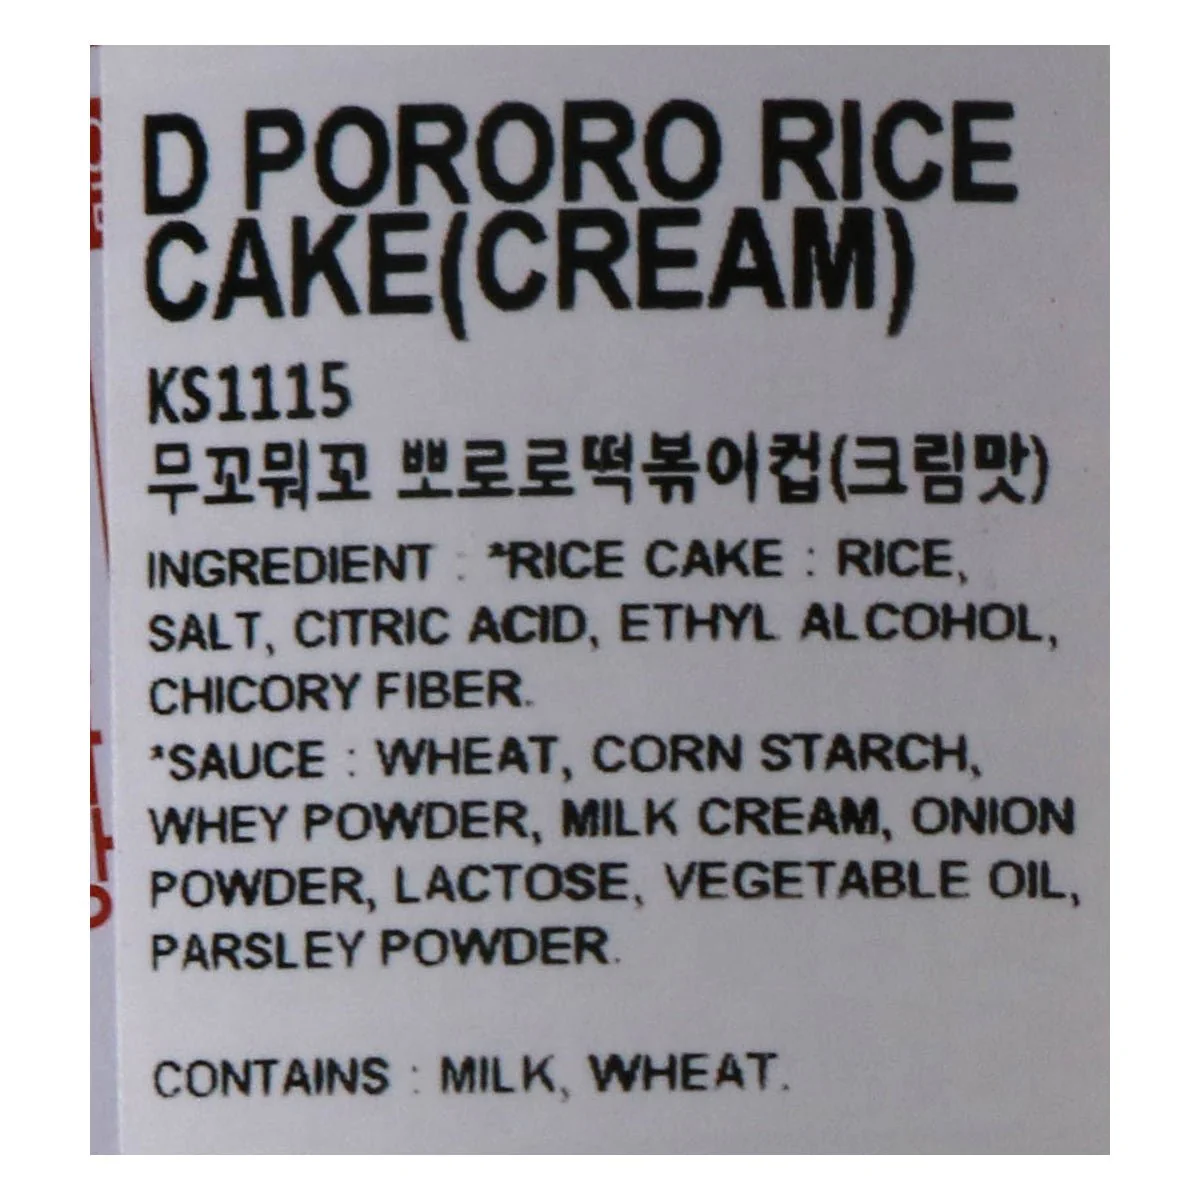 D PORORO RICE
CAKE(CREAM)
KS1115
무꼬뭐꼬 뽀로로떡볶이컵(크림맛)
INGREDIENT : *RICE CAKE : RICE,
SALT, CITRIC ACID, ETHYL ALCOHOL,
CHICORY FIBER.
*SAUCE : WHEAT, CORN STARCH,
WHEY POWDER, MILK CREAM, ONION
POWDER, LACTOSE, VEGETABLE OIL,
PARSLEY POWDER.
CONTAINS : MILK, WHEAT.